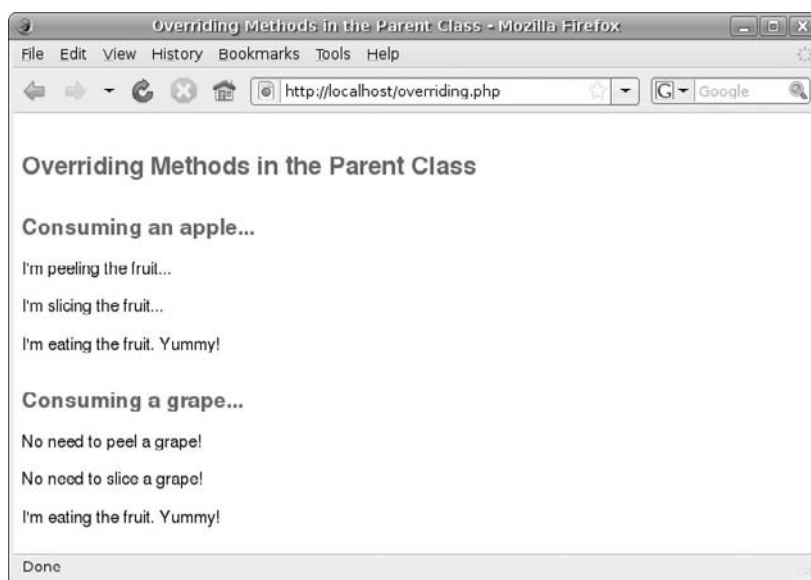 Overriding Methods in the Parent Class - Mozilla Firefox
File Edit View History Bookmarks Tools Help
http://localhost/overriding.php G Google
Overriding Methods in the Parent Class
Consuming an apple...
I'm peeling the fruit...
I'm slicing the fruit...
I'm eating the fruit. Yummy!
Consuming a grape...
No need to peel a grape!
No need to slice a grape!
I'm eating the fruit. Yummy!
Done